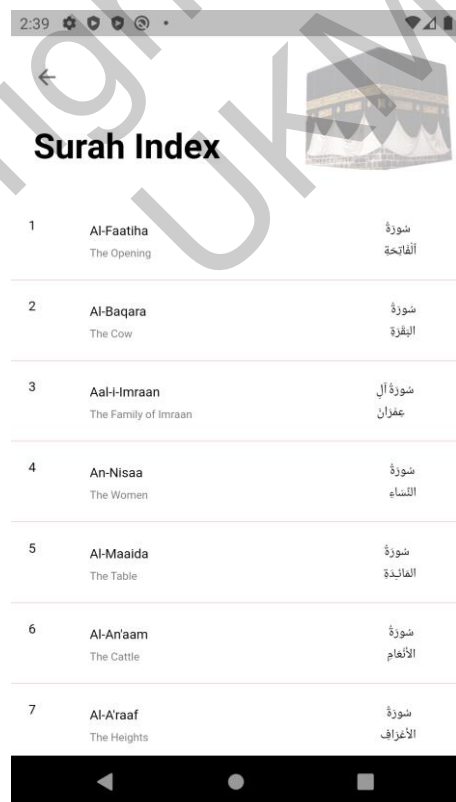 2:39
Surah Index
1
Al-Faatiha
The Opening
سُورَةُ
ٱلْفَاتِحَةِ
2
Al-Baqara
The Cow
سُورَةُ
البَقَرَةِ
3
Aal-i-Imraan
The Family of Imraan
سُورَةُ آلِ
عِمۡرَانَ
4
An-Nisaa
The Women
سُورَةُ
النِّسَاءِ
5
Al-Maaida
The Table
سُورَةُ
المَائـِدَةِ
6
Al-An'aam
The Cattle
سُورَةُ
الأَنۡعَامِ
7
Al-A'raaf
The Heights
سُورَةُ
الأَعۡرَافِ